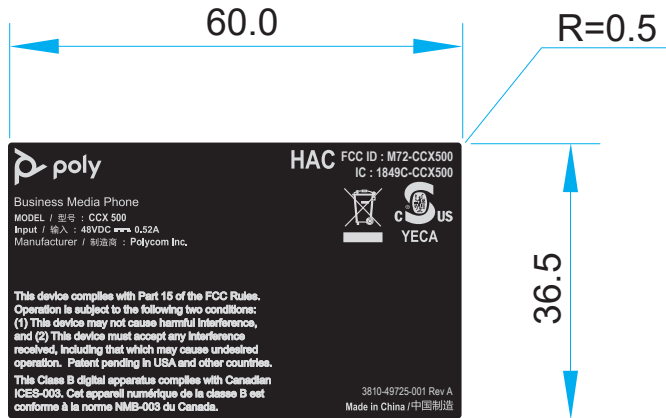 60.0
R=0.5
36.5
poly
HAC
FCC ID : M72-CCX500
IC : 1849C-CCX500
Business Media Phone
MODEL / 型号 : CCX 500
Input / 输入 : 48VDC 0.52A
Manufacturer / 制造商 : Polycom Inc.
C S US
YECA
This device complies with Part 15 of the FCC Rules.
Operation is subject to the following two conditions:
(1) This device may not cause harmful interference,
and (2) This device must accept any interference
received, including that which may cause undesired
operation. Patent pending in USA and other countries.
This Class B digital apparatus complies with Canadian
ICES-003. Cet appareil numérique de la classe B est
conforme à la norme NMB-003 du Canada.
3810-49725-001 Rev A
Made in China /中国制造